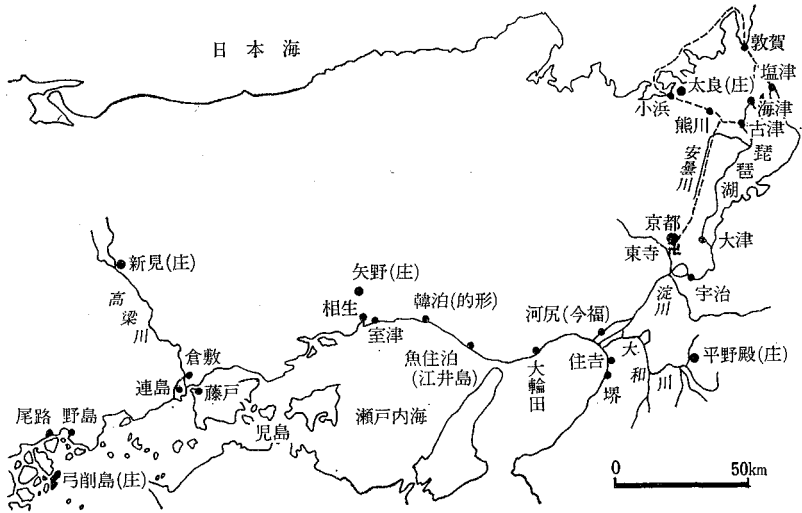 日本海
敦賀
塩津
太良(庄)
小浜
海津
熊川
古津
安曇川
琵琶湖
京都
東寺
大津
新見(庄)
矢野(庄)
宇治
高梁川
相生
韓泊(的形)
淀川
室津
河尻(今福)
倉敷
魚住泊
(江井島)
大輪田
住吉
大和川
平野殿(庄)
連島
藤戸
堺
尾路
野島
児島
瀬戸内海
弓削島(庄)
0
50km